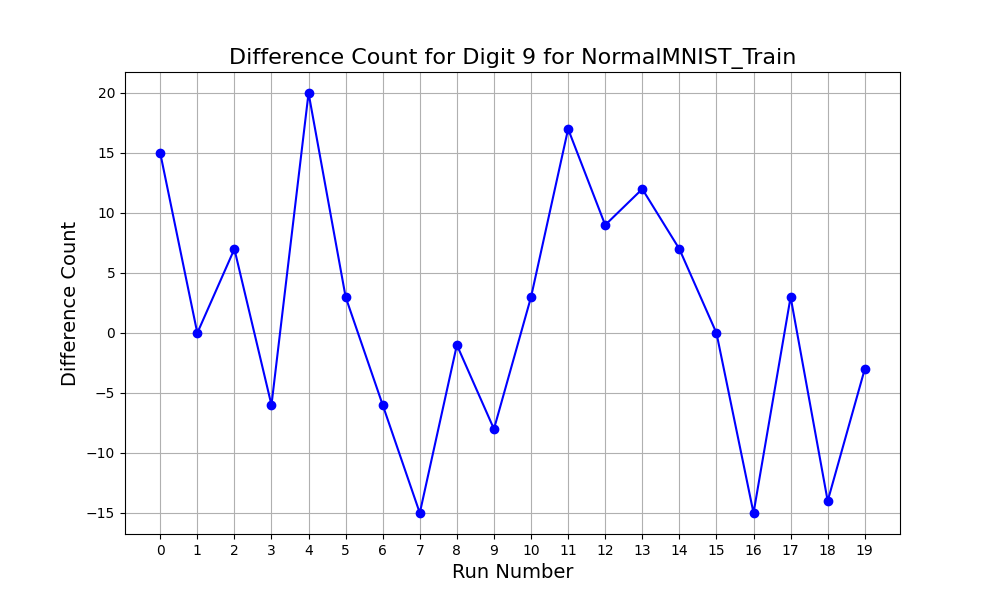 Difference Count for Digit 9 for NormalMNIST_Train
Difference Count
20
15
10
5
0
−5
−10
−15
0 1 2 3 4 5 6 7 8 9 10 11 12 13 14 15 16 17 18 19
Run Number